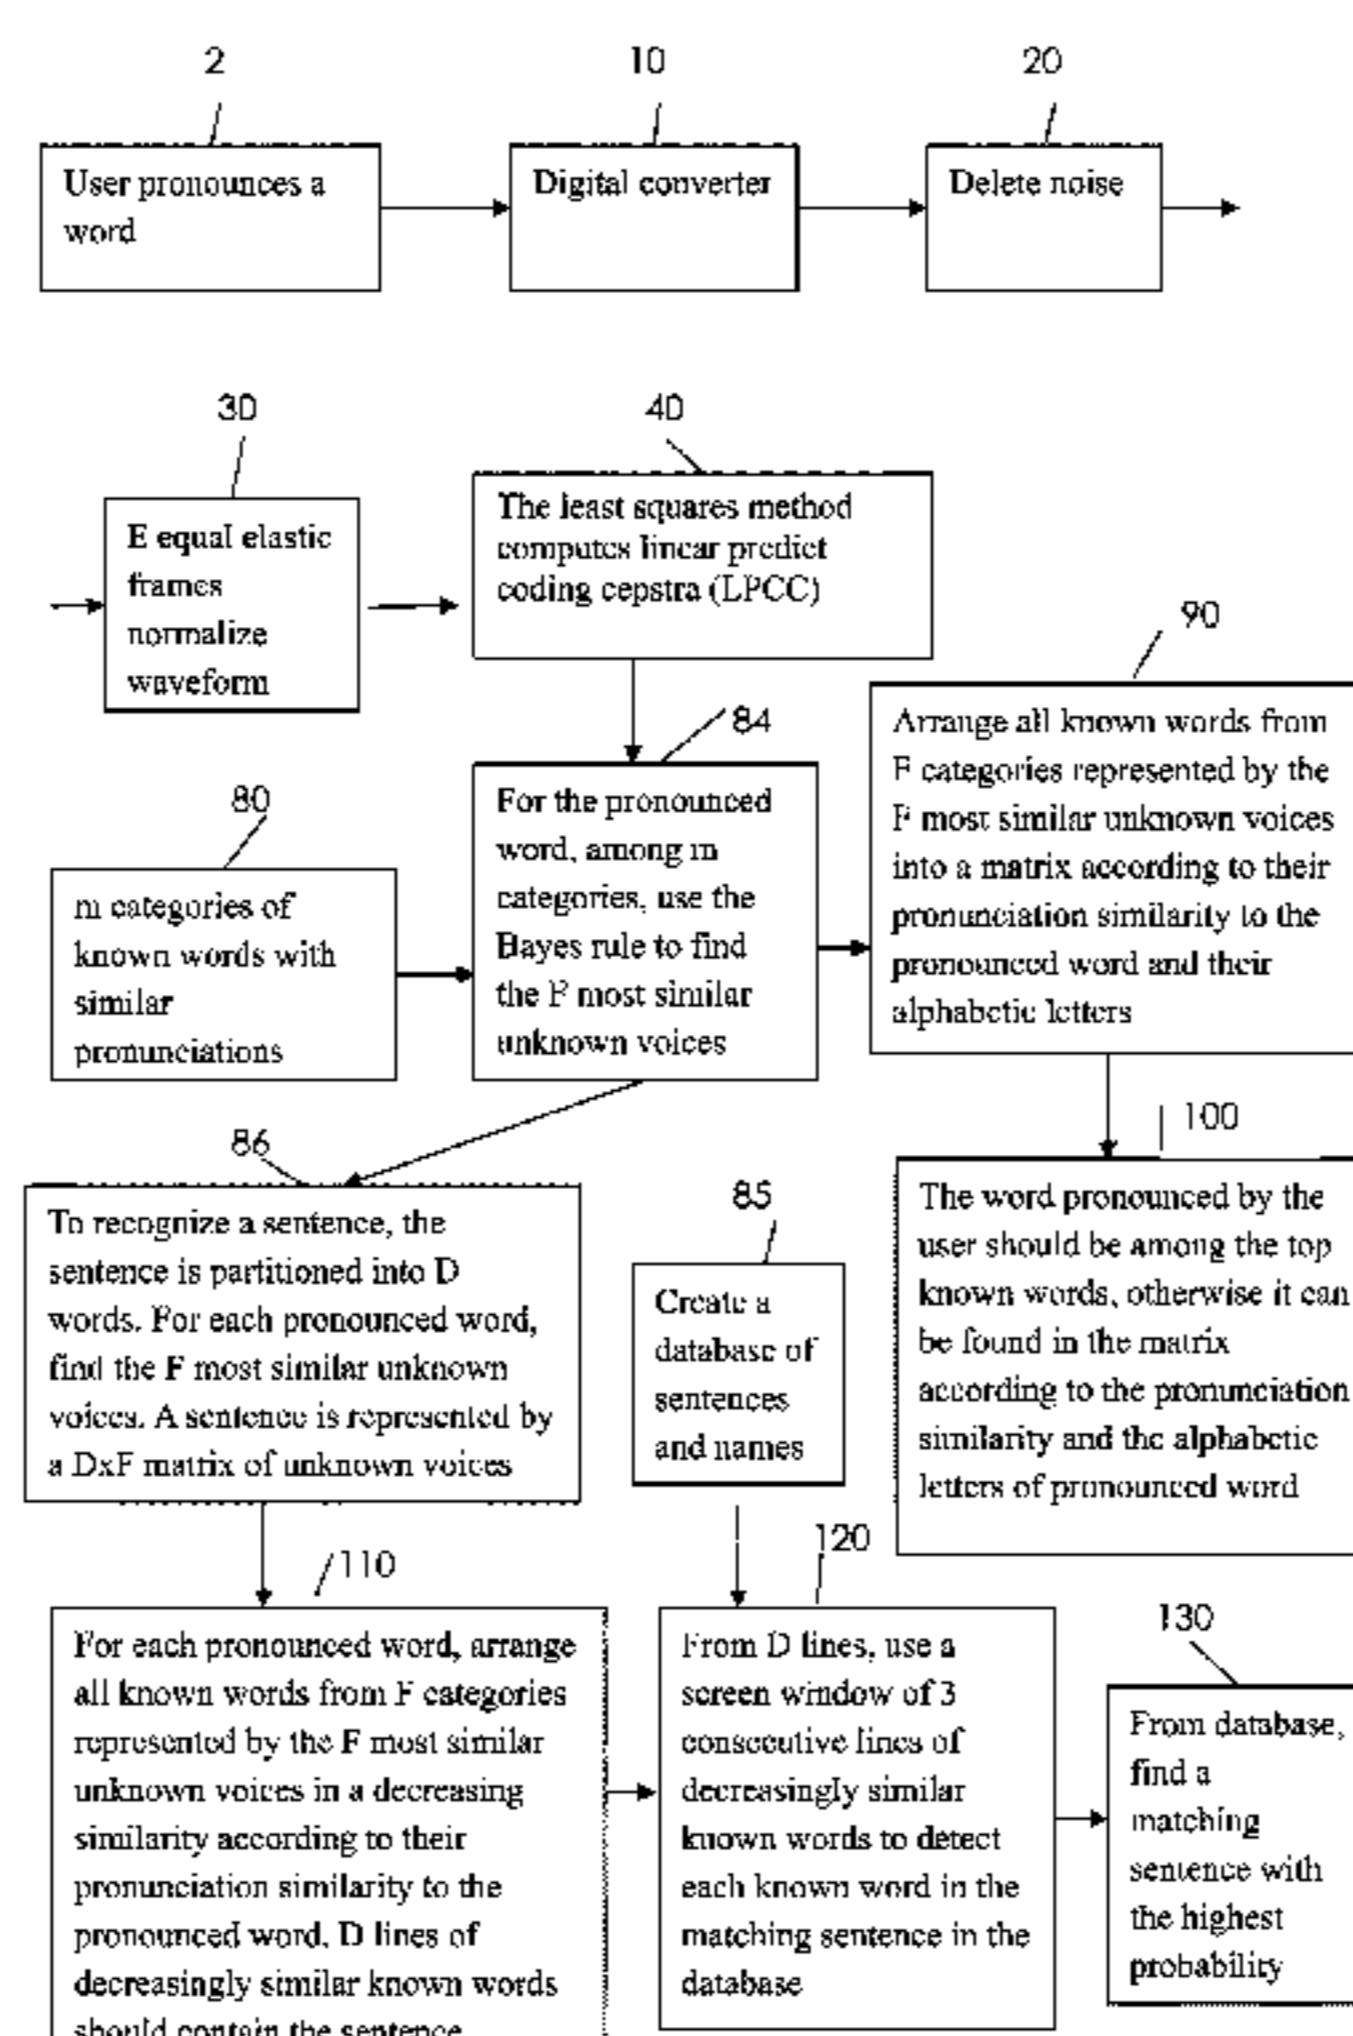 2
10
20
User pronounces a
word
Digital converter
Delete noise
30
40
E equal elastic
frames
normalize
waveform
The least squares method
computes linear predict
coding cepstra (LPCC)
80
m categories of
known words with
similar
pronunciations
84
For the pronounced
word, among m
categories, use the
Bayes rule to find
the F most similar
unknown voices
90
Arrange all known words from
F categories represented by the
F most similar unknown voices
into a matrix according to their
pronunciation similarity to the
pronounced word and their
alphabetic letters
100
The word pronounced by the
user should be among the top
known words, otherwise it can
be found in the matrix
according to the pronunciation
similarity and the alphabetic
letters of pronounced word
86
To recognize a sentence, the
sentence is partitioned into D
words. For each pronounced word,
find the F most similar unknown
voices. A sentence is represented by
a DxF matrix of unknown voices
85
Create a
database of
sentences
and names
110
For each pronounced word, arrange
all known words from F categories
represented by the F most similar
unknown voices in a decreasing
similarity according to their
pronunciation similarity to the
pronounced word. D lines of
decreasingly similar known words
should contain the sentence
120
From D lines, use a
screen window of 3
consecutive lines of
decreasingly similar
known words to detect
each known word in the
matching sentence in the
database
130
From database,
find a
matching
sentence with
the highest
probability